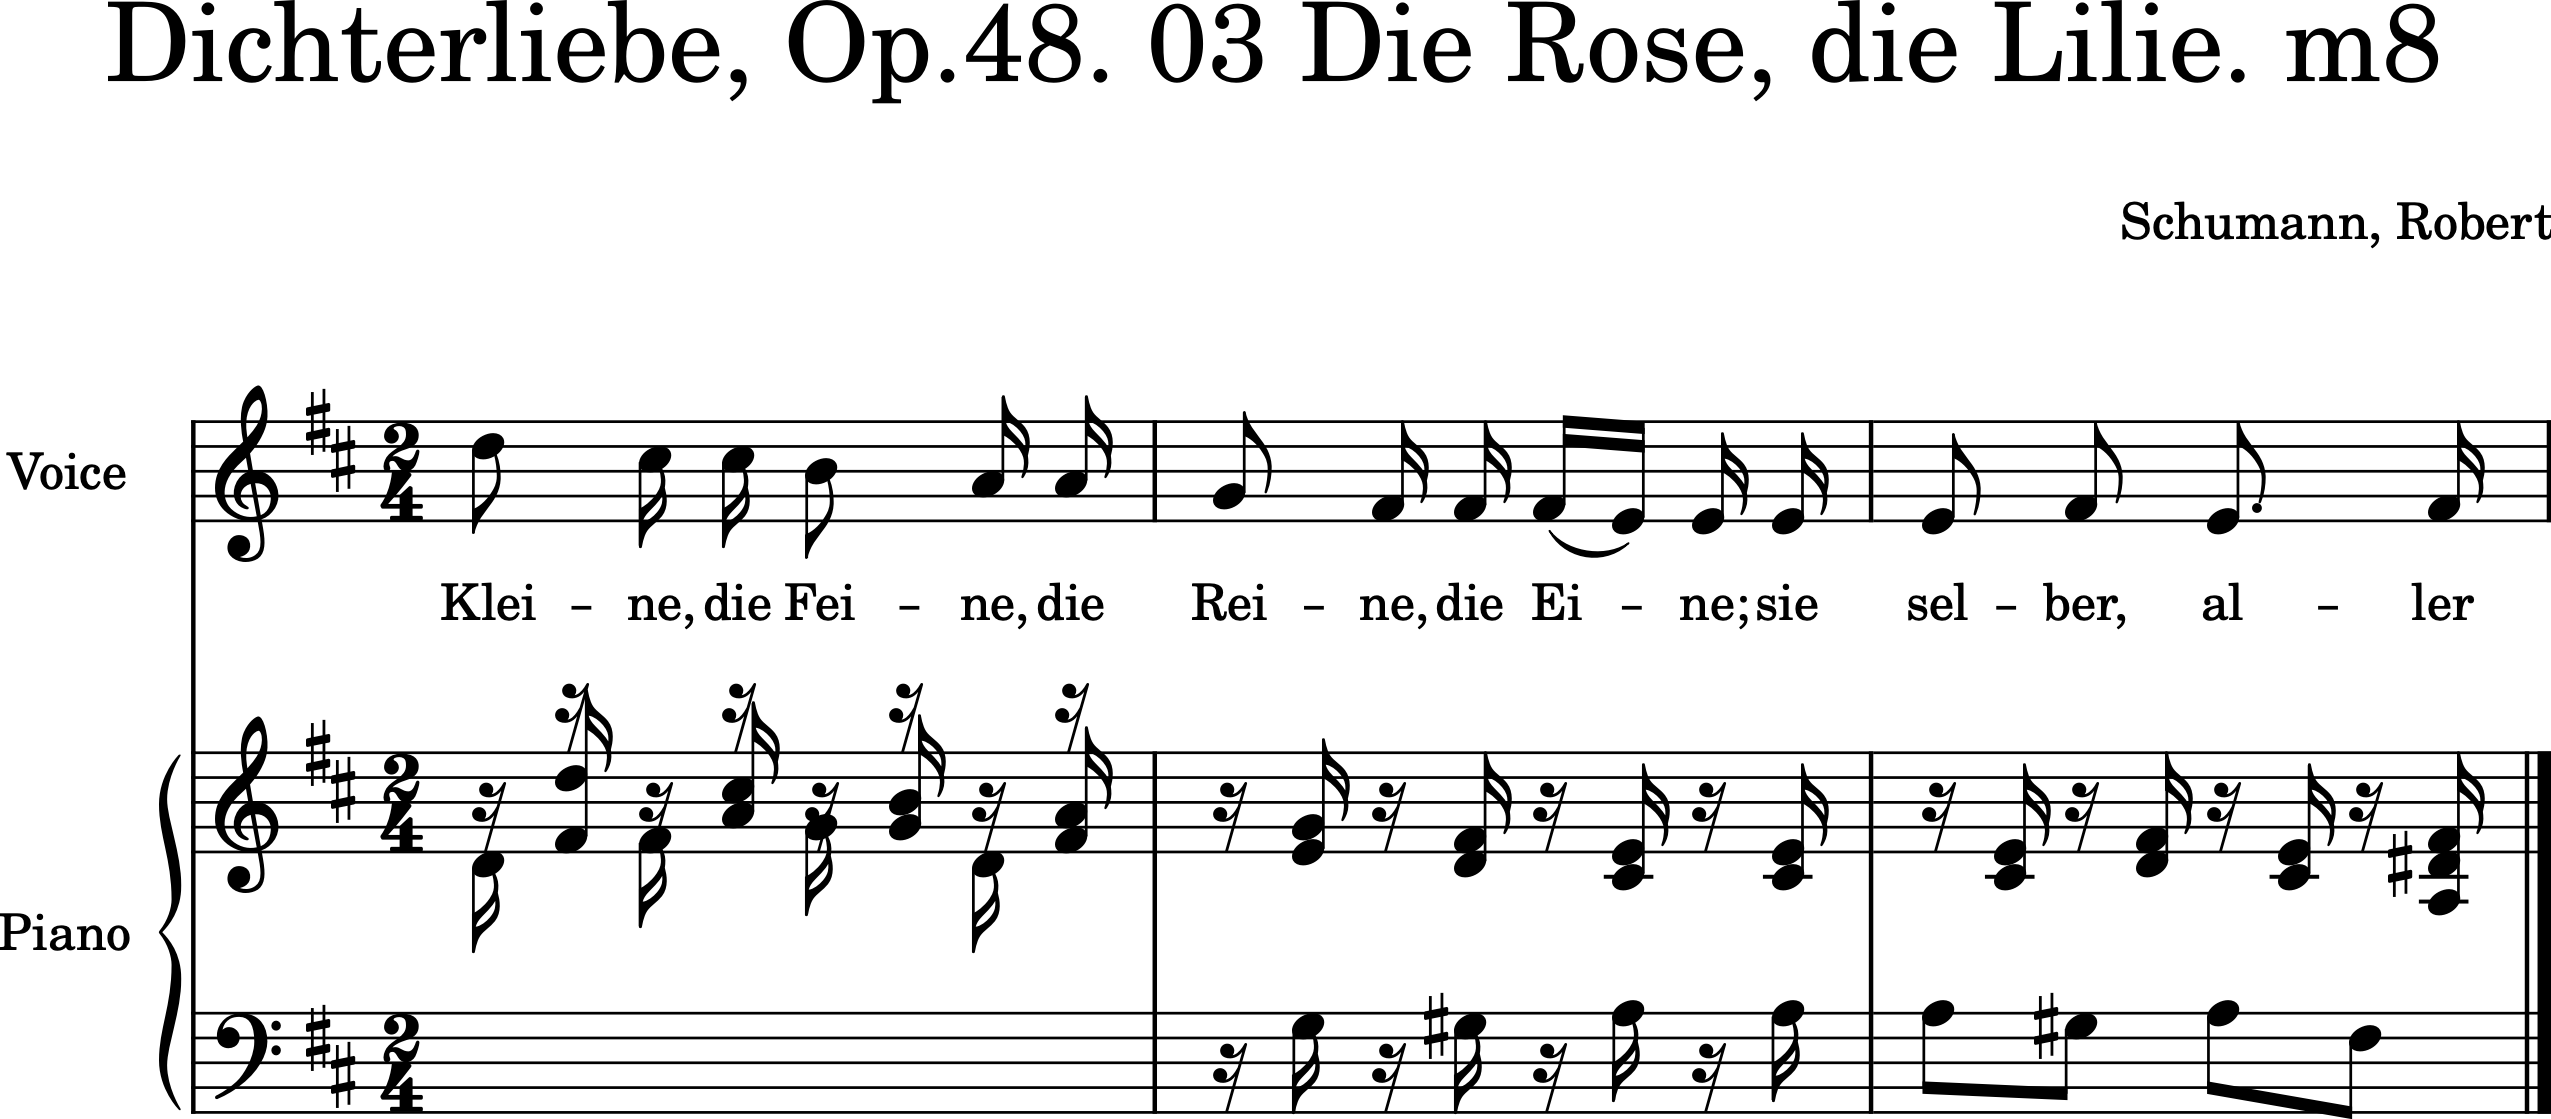 Dichterliebe, Op.48. 03 Die Rose, die Lilie. m8
Schumann, Robert
Voice
Klei – ne, die Fei – ne, die Rei – ne, die Ei – ne; sie sel – ber, al – ler
Piano